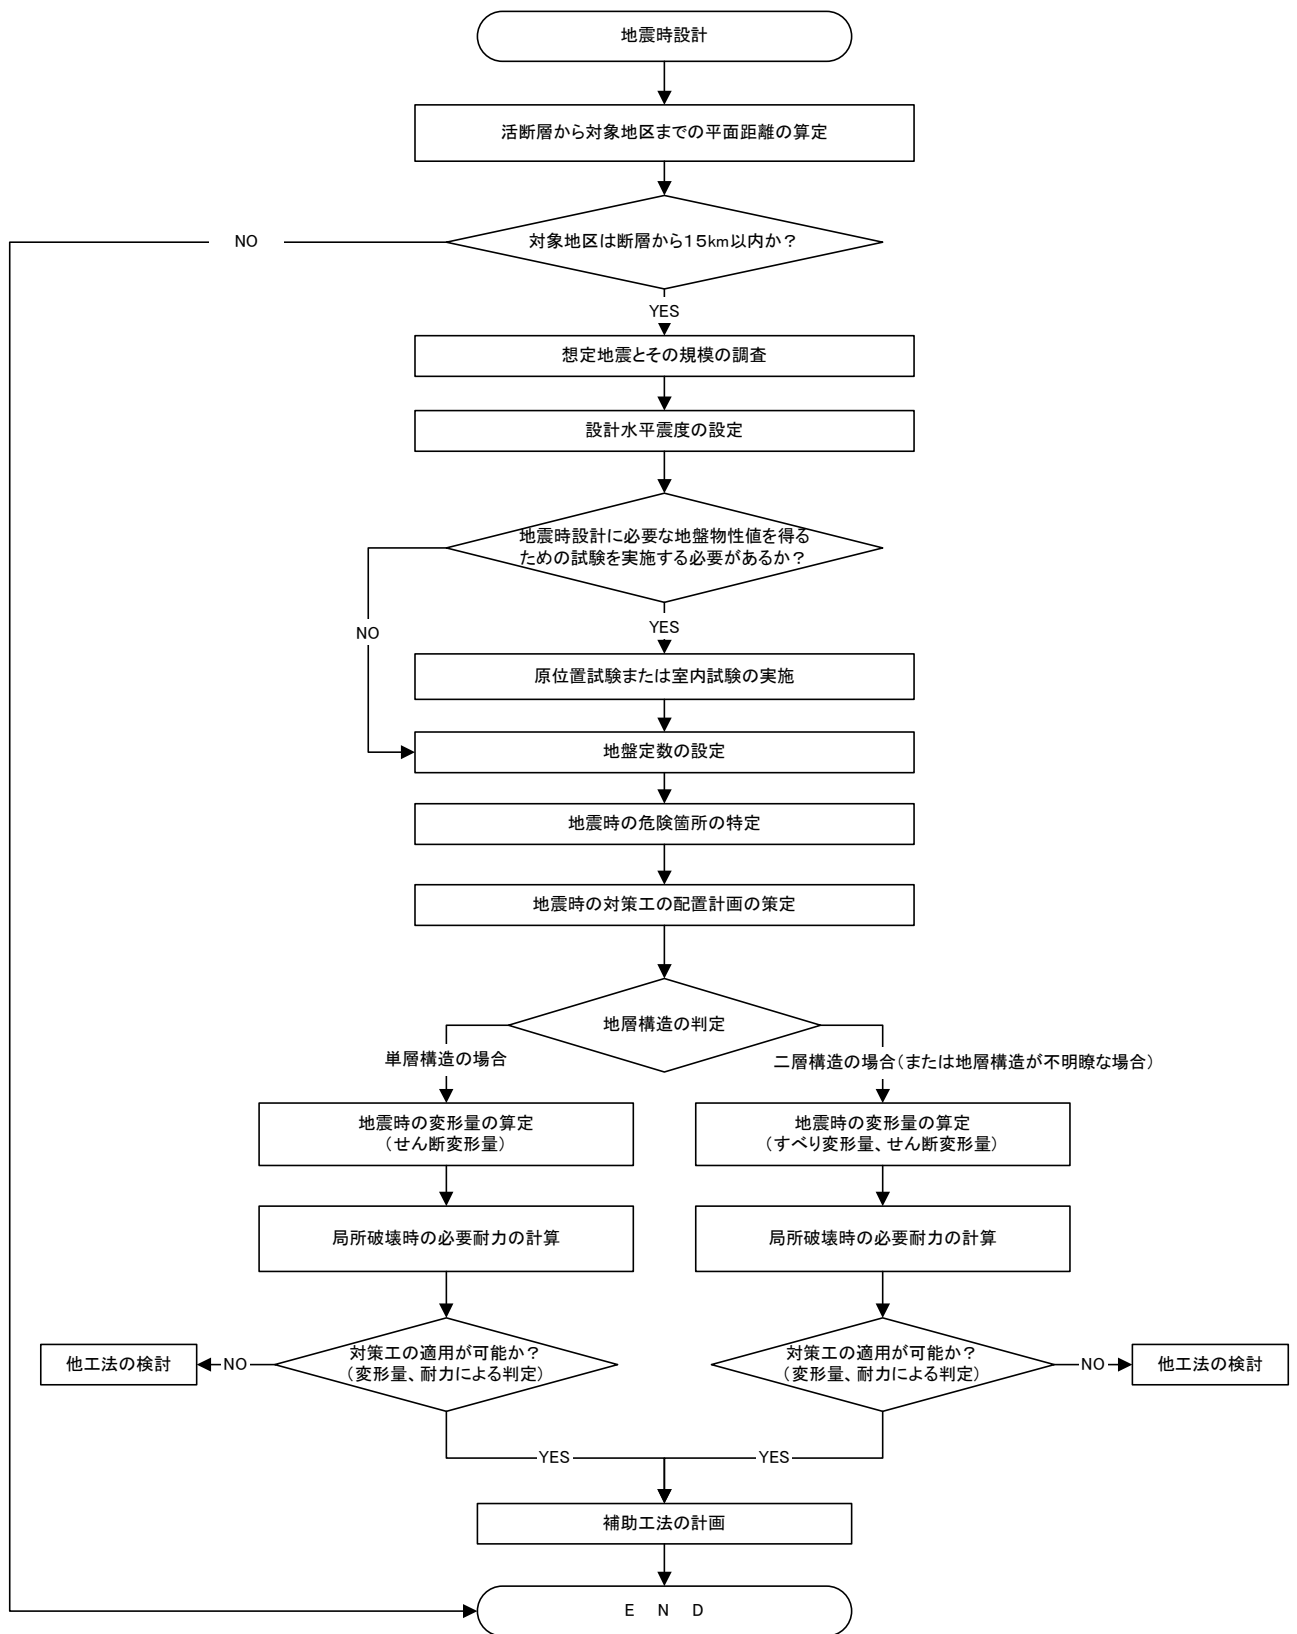 地震時設計
活断層から対象地区までの平面距離の算定
対象地区は断層から15km以内か?
NO
YES
想定地震とその規模の調査
設計水平震度の設定
地震時設計に必要な地盤物性値を得る
ための試験を実施する必要があるか?
NO
YES
原位置試験または室内試験の実施
地盤定数の設定
地震時の危険箇所の特定
地震時の対策工の配置計画の策定
地層構造の判定
単層構造の場合
二層構造の場合(または地層構造が不明瞭な場合)
地震時の変形量の算定
(せん断変形量)
地震時の変形量の算定
(すべり変形量、せん断変形量)
局所破壊時の必要耐力の計算
局所破壊時の必要耐力の計算
他工法の検討
NO
対策工の適用が可能か?
(変形量、耐力による判定)
対策工の適用が可能か?
(変形量、耐力による判定)
NO
他工法の検討
YES
YES
補助工法の計画
E N D